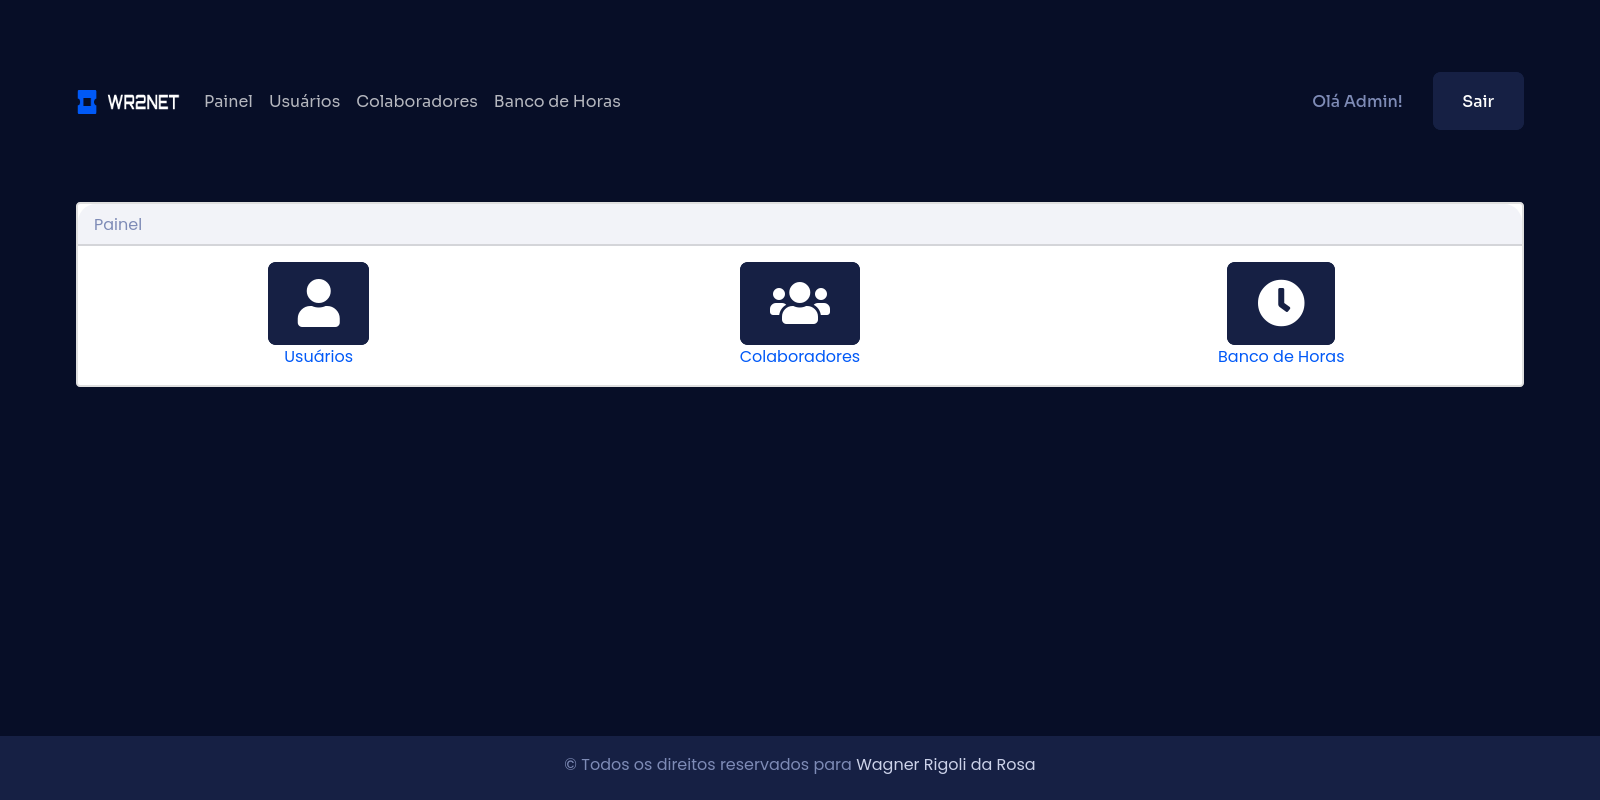 WR2NET Painel Usuários Colaboradores Banco de Horas Olá Admin! Sair
Painel
Usuários Colaboradores Banco de Horas
© Todos os direitos reservados para Wagner Rigoli da Rosa